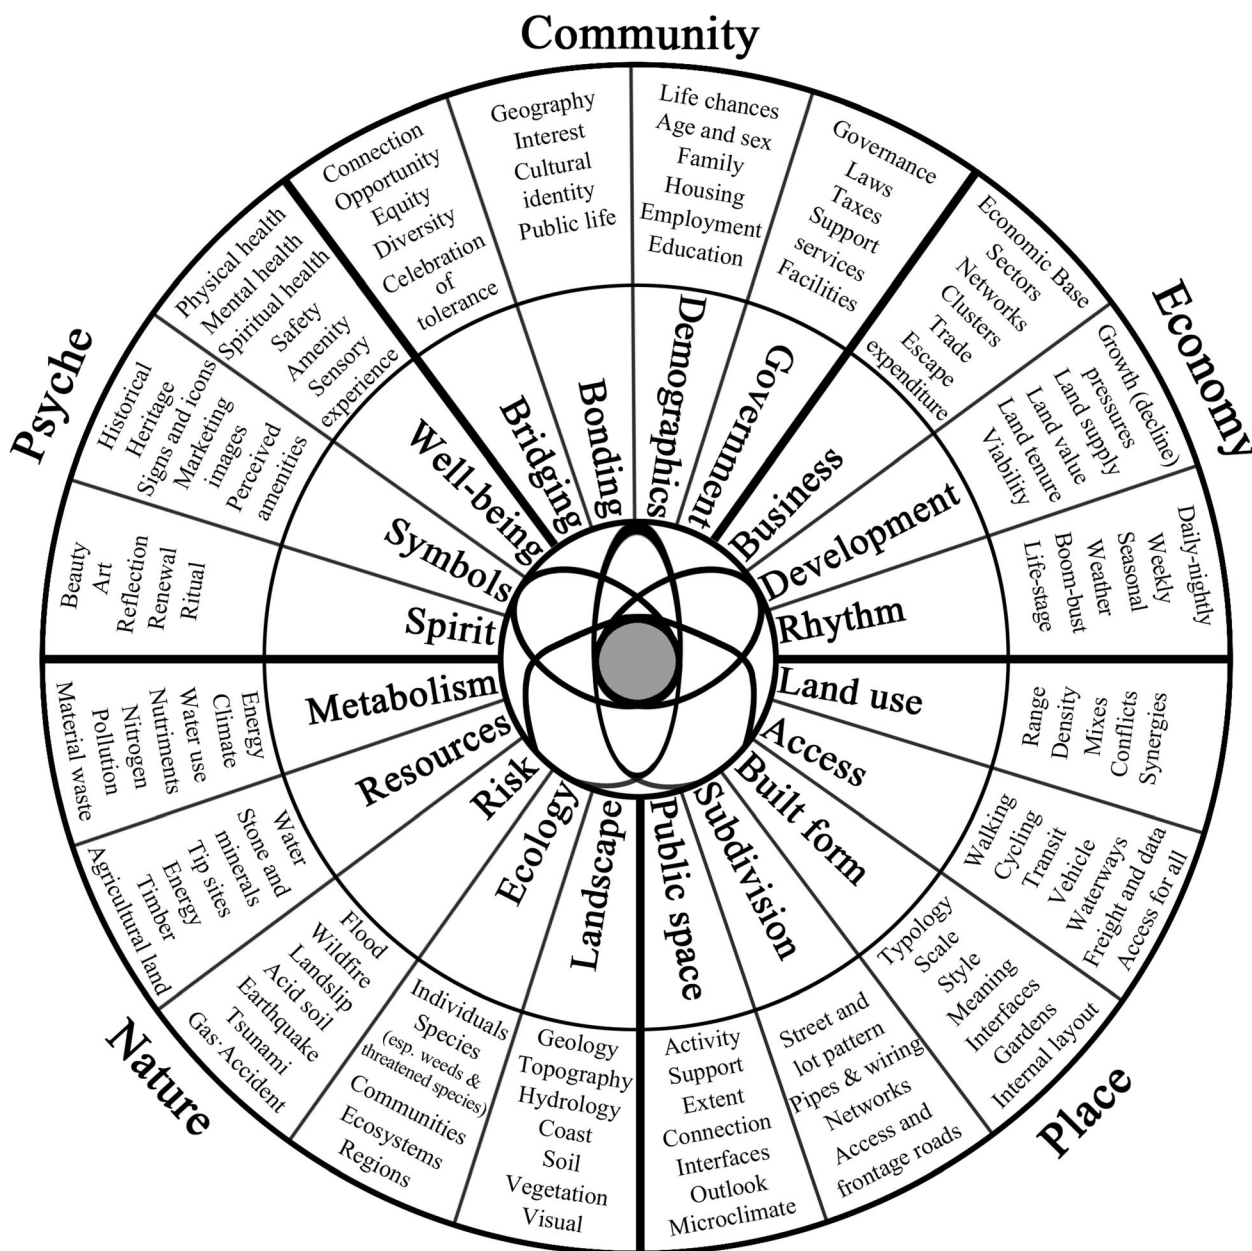 Community
Bridging
Connection
Opportunity
Equity
Diversity
Celebration
of
tolerance
Bonding
Geography
Interest
Cultural
identity
Public life
Demographics
Life chances
Age and sex
Family
Housing
Employment
Education
Government
Governance
Laws
Taxes
Support
services
Facilities
Economy
Business
Economic Base
Sectors
Networks
Clusters
Trade
Escape
expenditure
Development
Growth (decline)
pressures
Land supply
Land value
Land tenure
Viability
Rhythm
Daily-nightly
Weekly
Seasonal
Weather
Boom-bust
Life-stage
Place
Land use
Range
Density
Mixes
Conflicts
Synergies
Access
Walking
Cycling
Transit
Vehicle
Waterways
Freight and data
Access for all
Built form
Typology
Scale
Style
Meaning
Interfaces
Gardens
Internal layout
Subdivision
Street and
lot pattern
Pipes & wiring
Networks
Access and
frontage roads
Public space
Activity
Support
Extent
Connection
Interfaces
Outlook
Microclimate
Nature
Landscape
Geology
Topography
Hydrology
Coast
Soil
Vegetation
Visual
Ecology
Individuals
Species
(esp. weeds &
threatened species)
Communities
Ecosystems
Regions
Risk
Flood
Wildfire
Landslip
Acid soil
Earthquake
Tsunami
Gas·Accident
Resources
Water
Stone and
minerals
Tip sites
Energy
Timber
Agricultural land
Metabolism
Energy
Climate
Water use
Nutriments
Nitrogen
Pollution
Material waste
Psyche
Spirit
Beauty
Art
Reflection
Renewal
Ritual
Symbols
Historical
Heritage
Signs and icons
Marketing
images
Perceived
amenities
Well-being
Physical health
Mental health
Spiritual health
Safety
Amenity
Sensory
experience